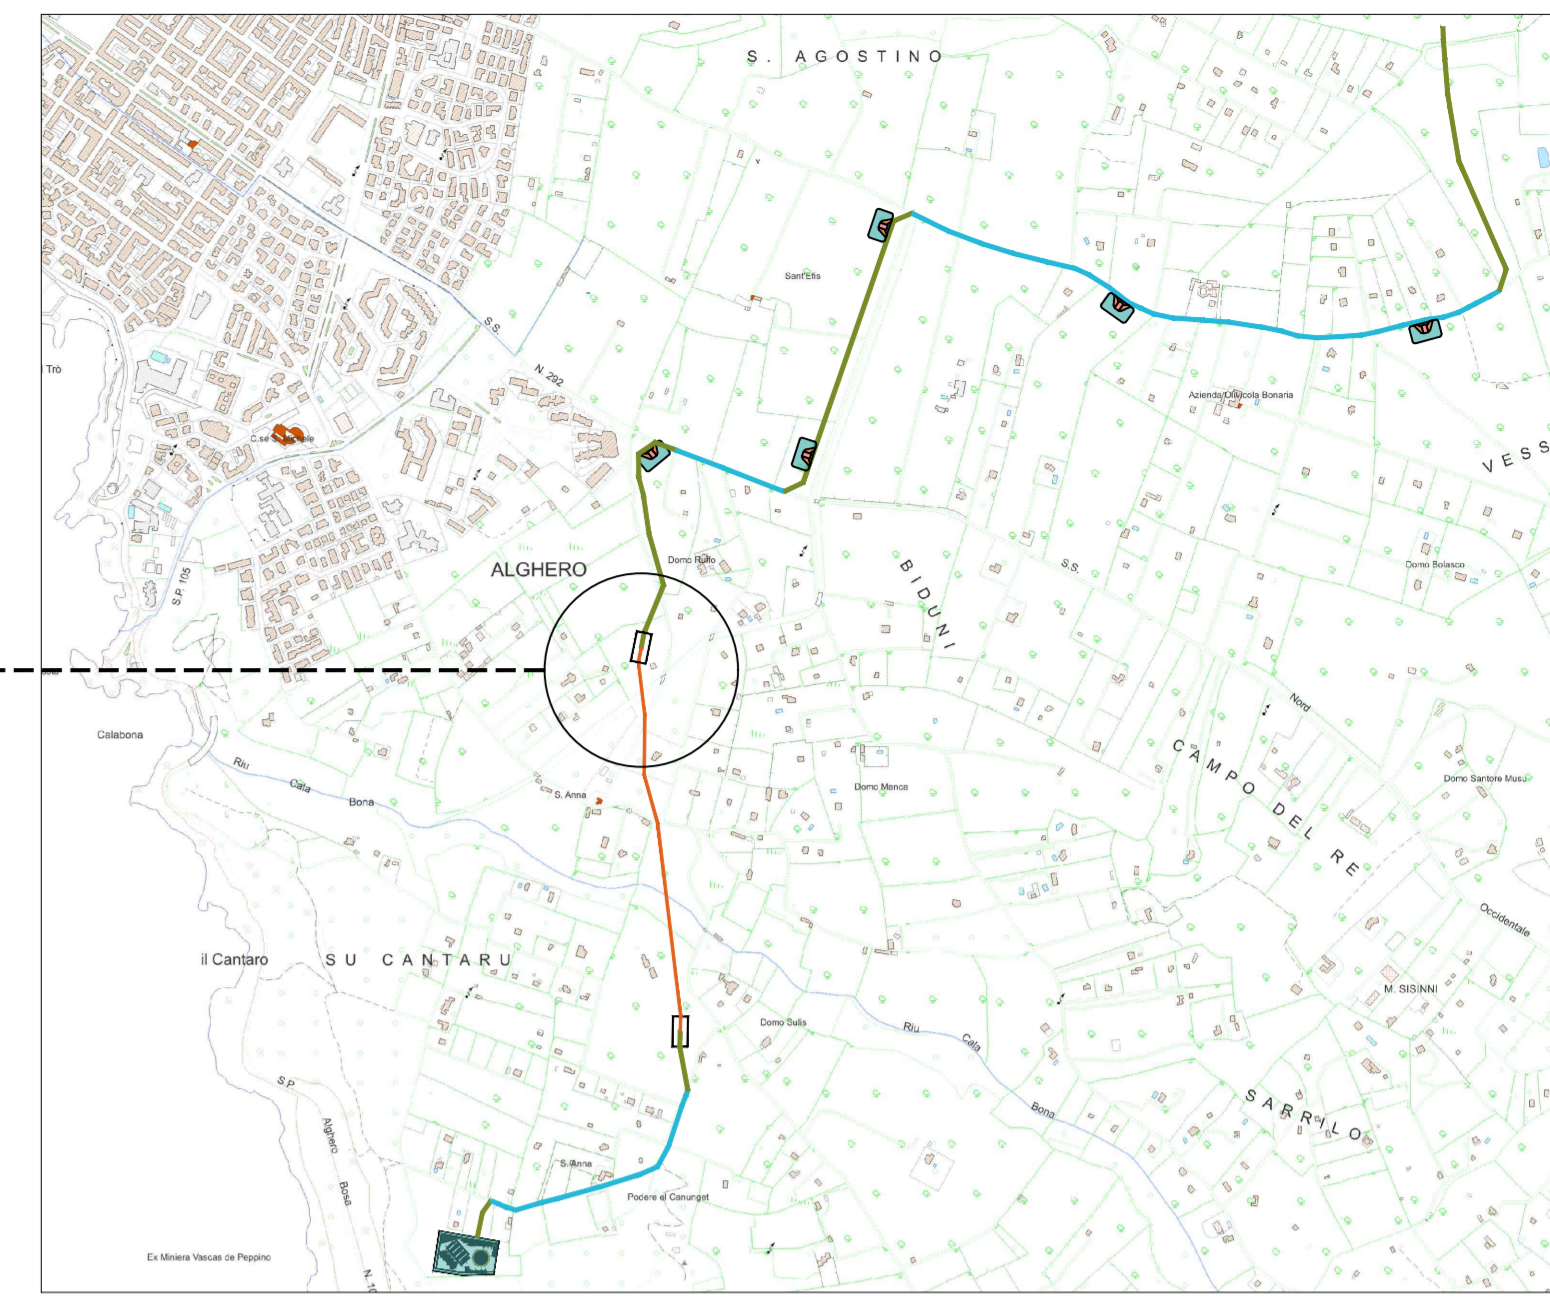 S. AGOSTINO
Sant'Efis
S.S.
N. 292
Trò
Azienda Olivicola Bonaria
C.se S. Michele
VESS
ALGHERO
Domo Ruffo
BIDUNI
S.S.
Domo Bolasco
S.P. 105
Nord
Calabona
Riu
Cala
Bona
S. Anna
Domo Manca
CAMPO DEL RE
Domo Santore Musu
Occidentale
il Cantaro
SU CANTARU
M. SISINNI
Domo Sulis
Riu
Cala
Bona
S.P.
Alghero
Bosa
SARRILO
S. Anna
Podere el Canunget
Ex Miniera Vascas de Peppino
N. 10